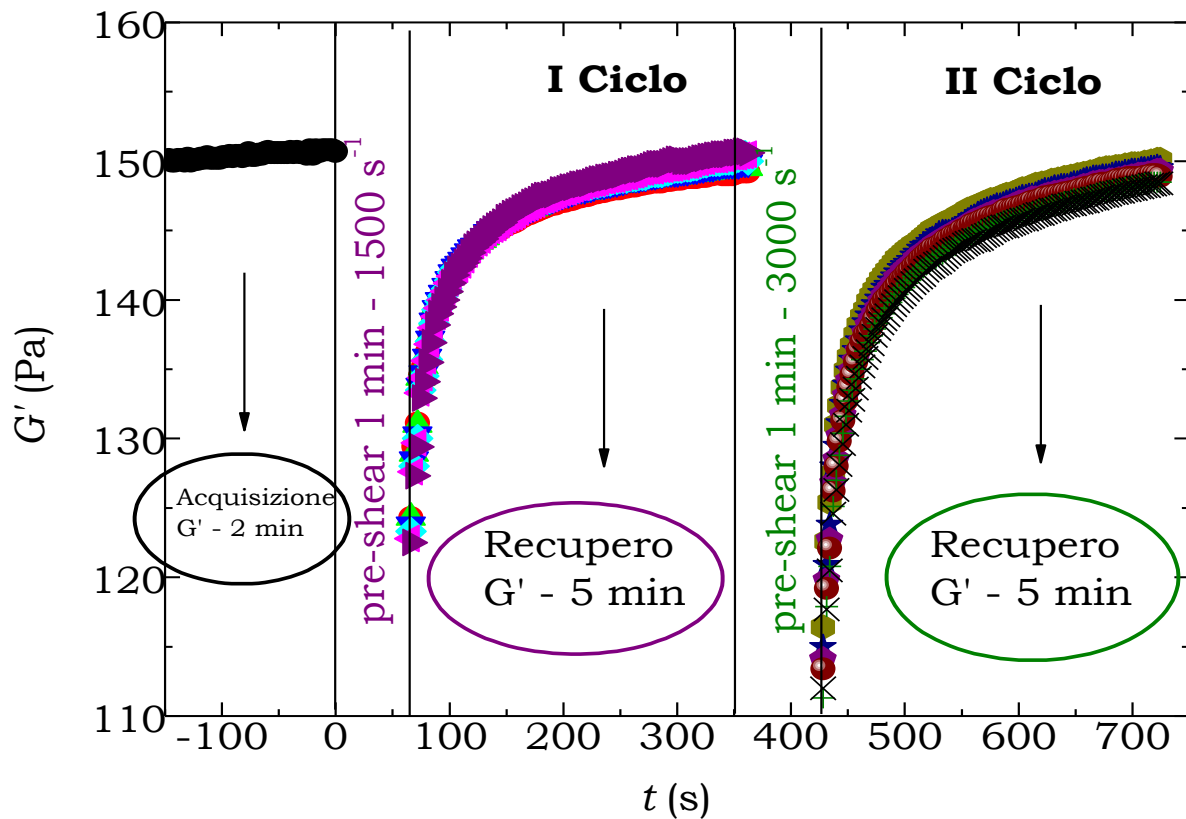 160
150
140
130
120
110
G' (Pa)
I Ciclo
II Ciclo
Acquisizione
G' - 2 min
pre-shear 1 min - 1500 s-1
Recupero
G' - 5 min
pre-shear 1 min - 3000 s-1
Recupero
G' - 5 min
-100 0 100 200 300 400 500 600 700
t (s)